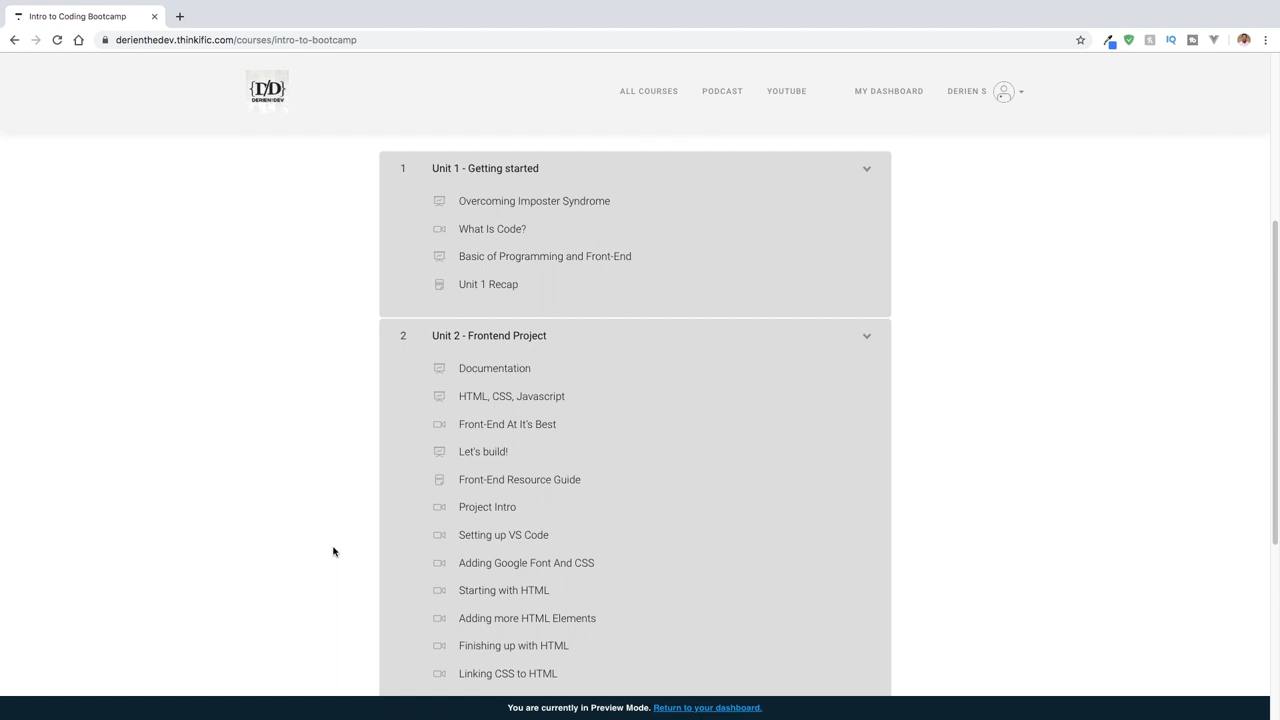 Intro to Coding Bootcamp
derienthedev.thinkific.com/courses/intro-to-bootcamp
IQ
{D/D}
DERIENTHEDEV
ALL COURSES PODCAST YOUTUBE MY DASHBOARD DERIEN S
1 Unit 1 - Getting started
Overcoming Imposter Syndrome
What Is Code?
Basic of Programming and Front-End
Unit 1 Recap
2 Unit 2 - Frontend Project
Documentation
HTML, CSS, Javascript
Front-End At It's Best
Let's build!
Front-End Resource Guide
Project Intro
Setting up VS Code
Adding Google Font And CSS
Starting with HTML
Adding more HTML Elements
Finishing up with HTML
Linking CSS to HTML
You are currently in Preview Mode. Return to your dashboard.